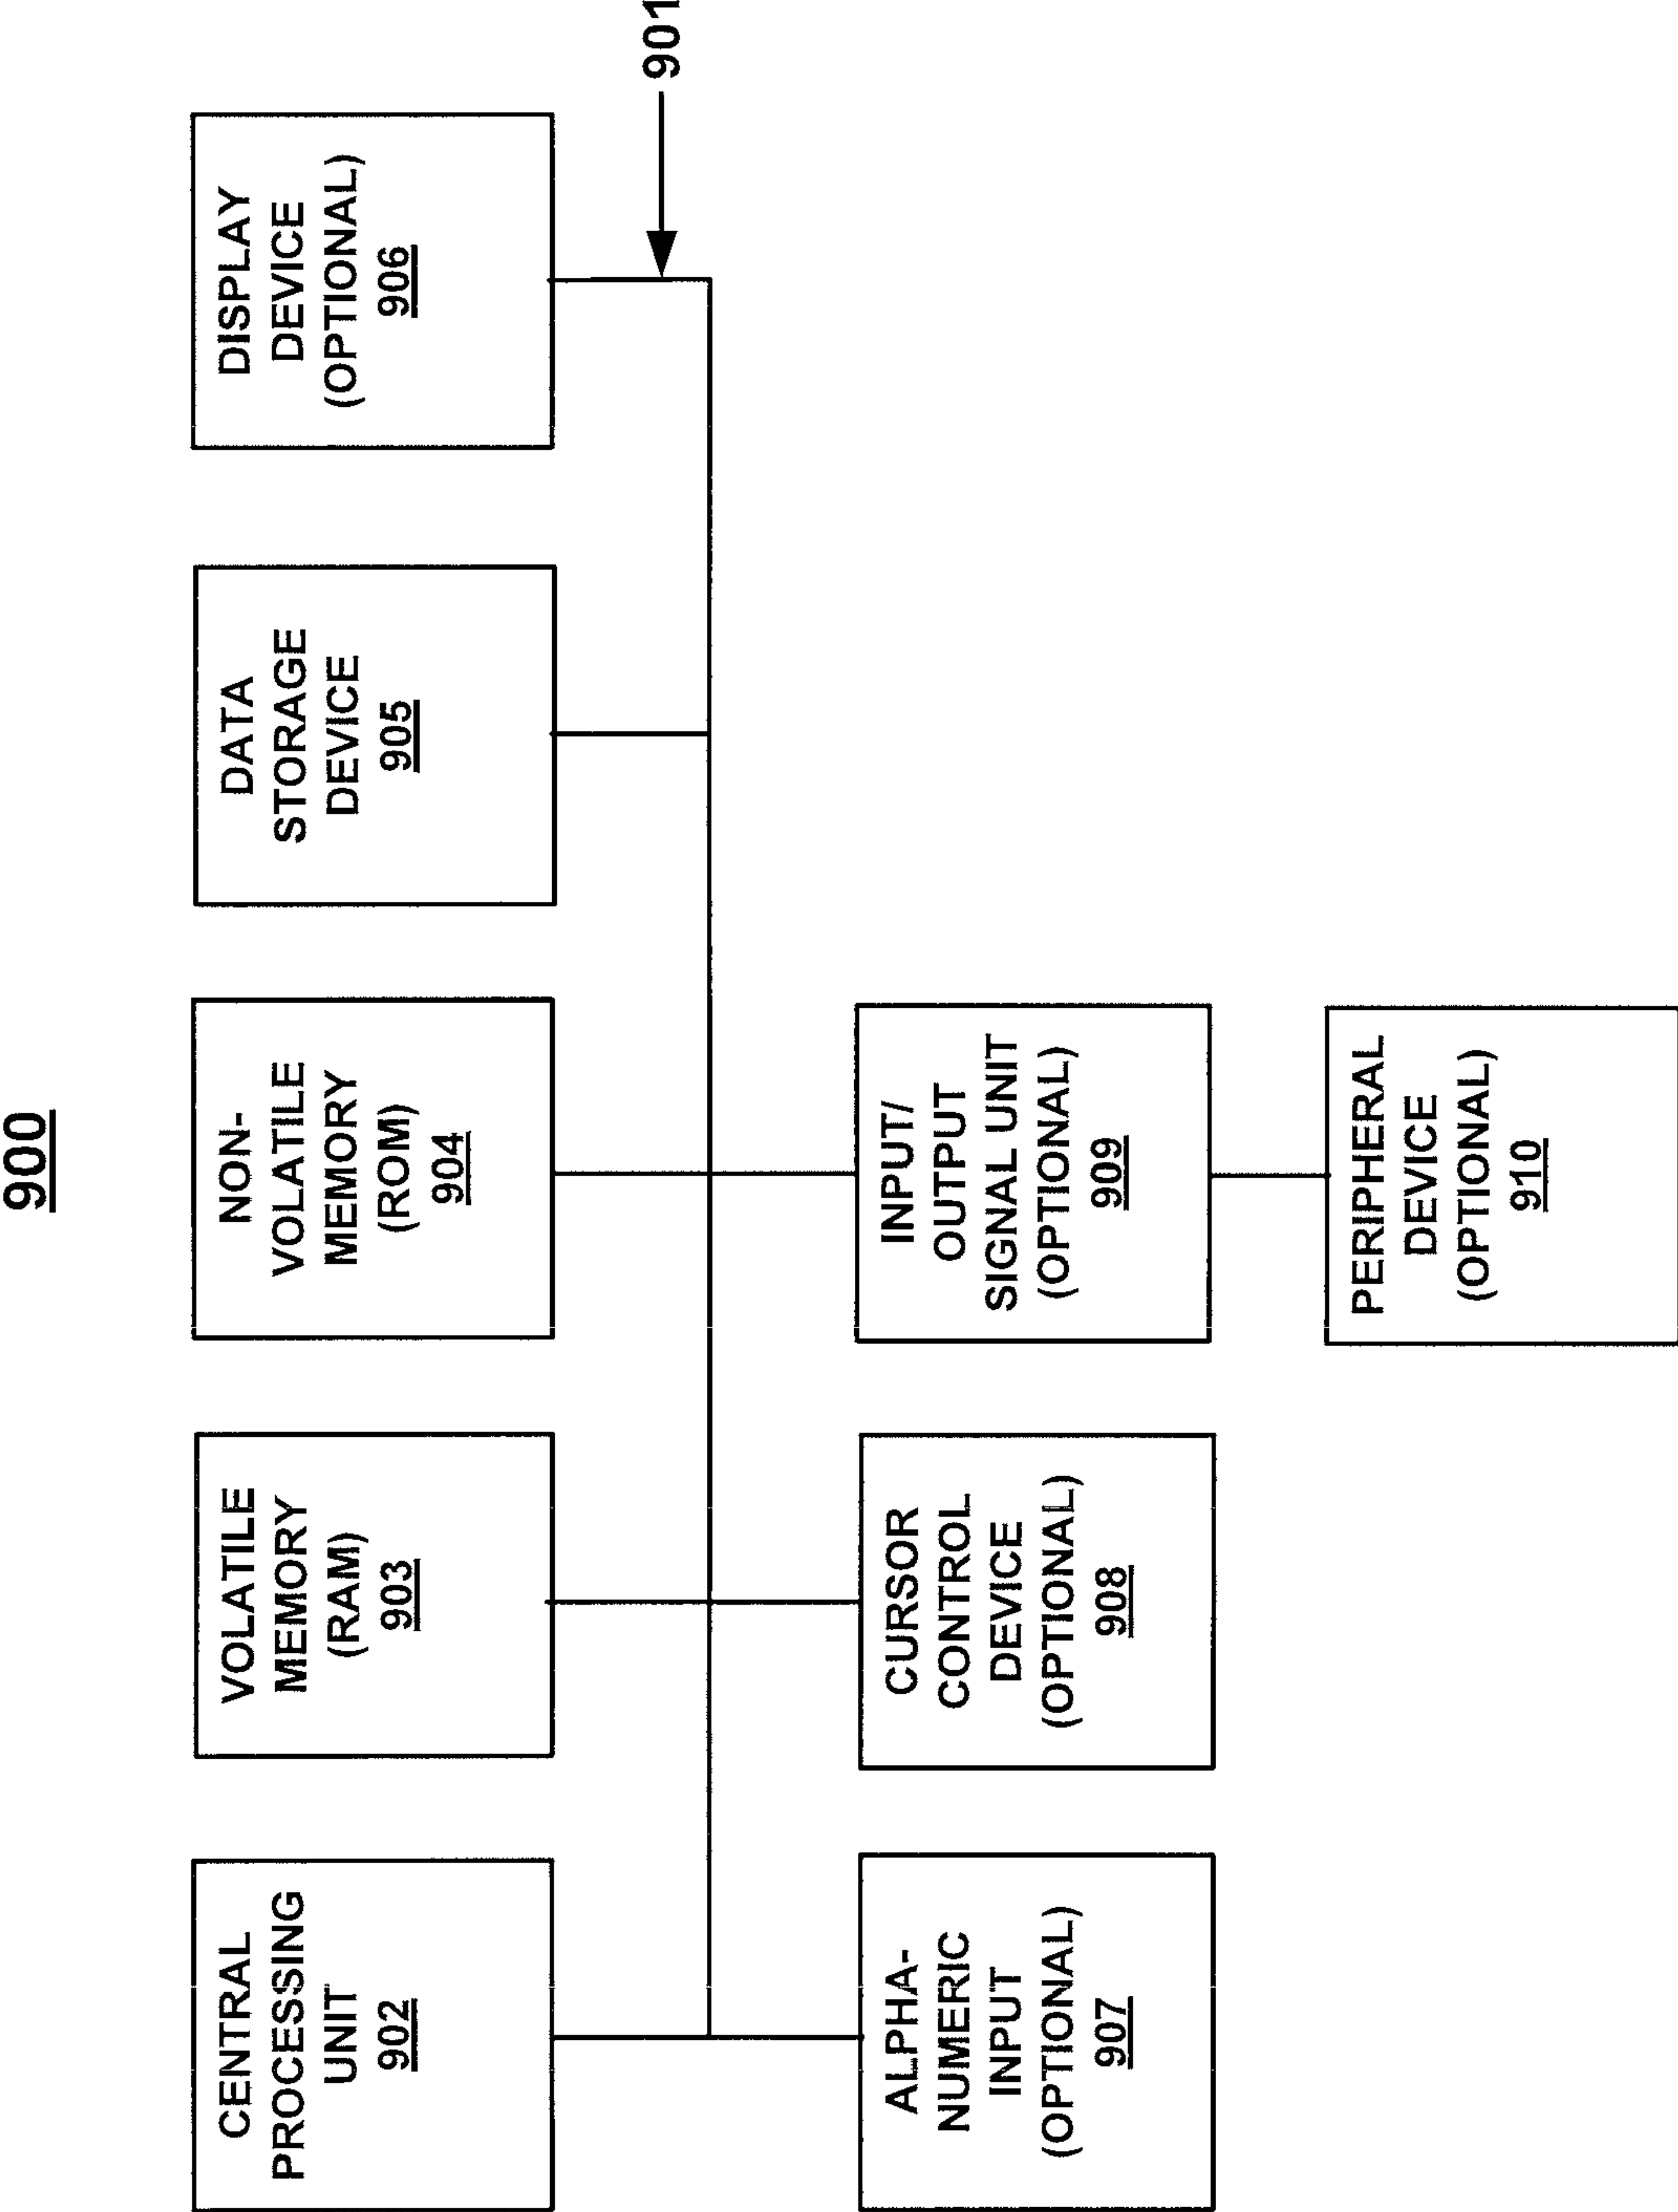 900
CENTRAL
PROCESSING
UNIT
902
VOLATILE
MEMORY
(RAM)
903
NON-
VOLATILE
MEMORY
(ROM)
904
DATA
STORAGE
DEVICE
905
DISPLAY
DEVICE
(OPTIONAL)
906
901
ALPHA-
NUMERIC
INPUT
(OPTIONAL)
907
CURSOR
CONTROL
DEVICE
(OPTIONAL)
908
INPUT/
OUTPUT
SIGNAL UNIT
(OPTIONAL)
909
PERIPHERAL
DEVICE
(OPTIONAL)
910